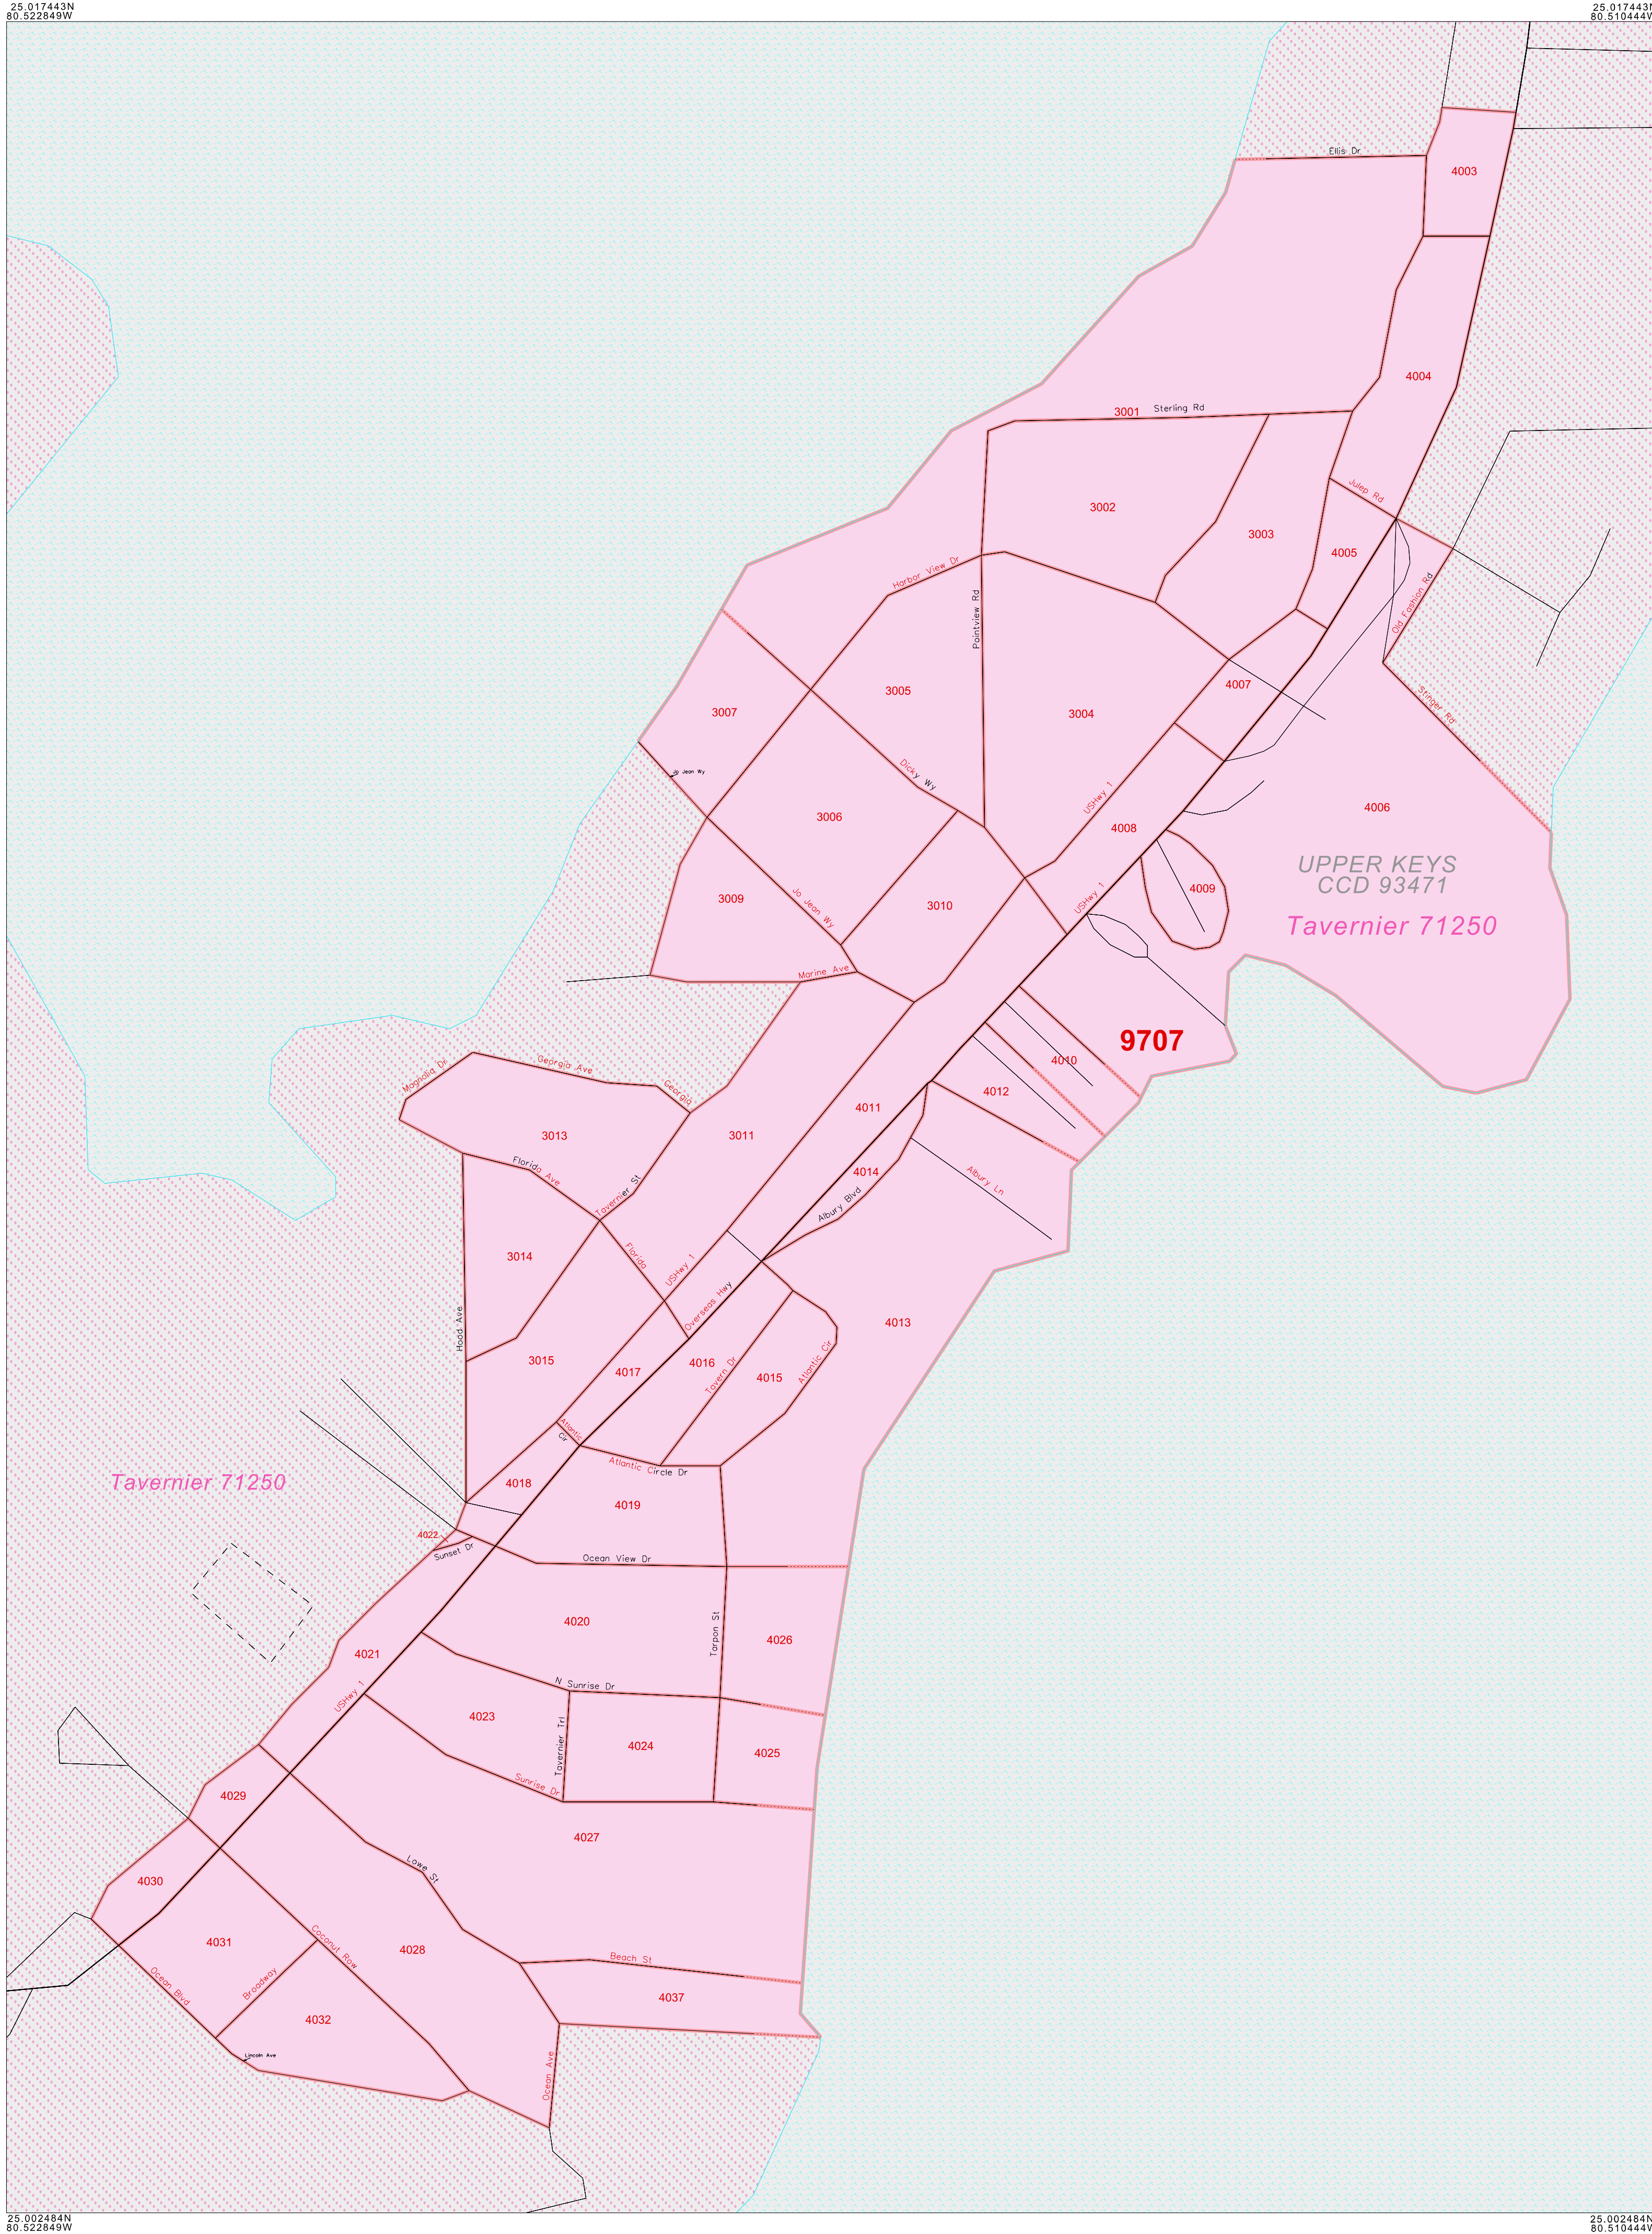 25.017443N
80.522849W
25.017443N
80.510444W
Ellis Dr
4003
4004
3001
Sterling Rd
Julep Rd
3002
3003
4005
Harbor View Dr
Pointview Rd
Old Fashion Rd
3007
3005
3004
4007
Stinger Rd
Jo Jean Wy
Dicky Wy
USHwy 1
4006
3006
4008
UPPER KEYS
CCD 93471
Tavernier 71250
3009
Jo Jean Wy
3010
USHwy 1
4009
Marine Ave
9707
Magnolia Dr
Georgia Ave
Georgia
4010
4012
4011
3013
3011
Florida Ave
4014
Albury Ln
Tavernier St
Albury Blvd
3014
Florida
USHwy 1
Hood Ave
Overseas Hwy
4013
3015
4017
4016
Tavern Dr
4015
Atlantic Cir
Atlantic
Cir
Atlantic Circle Dr
Tavernier 71250
4018
4019
4022
Sunset Dr
Ocean View Dr
4020
Tarpon St
4026
4021
USHwy 1
N Sunrise Dr
4023
Tavernier Trl
4024
4025
Sunrise Dr
4029
4027
Lowe St
4030
4031
Coconut Row
4028
Beach St
Ocean Blvd
Broadway
4037
4032
Lincoln Ave
Ocean Ave
25.002484N
80.522849W
25.002484N
80.510444W